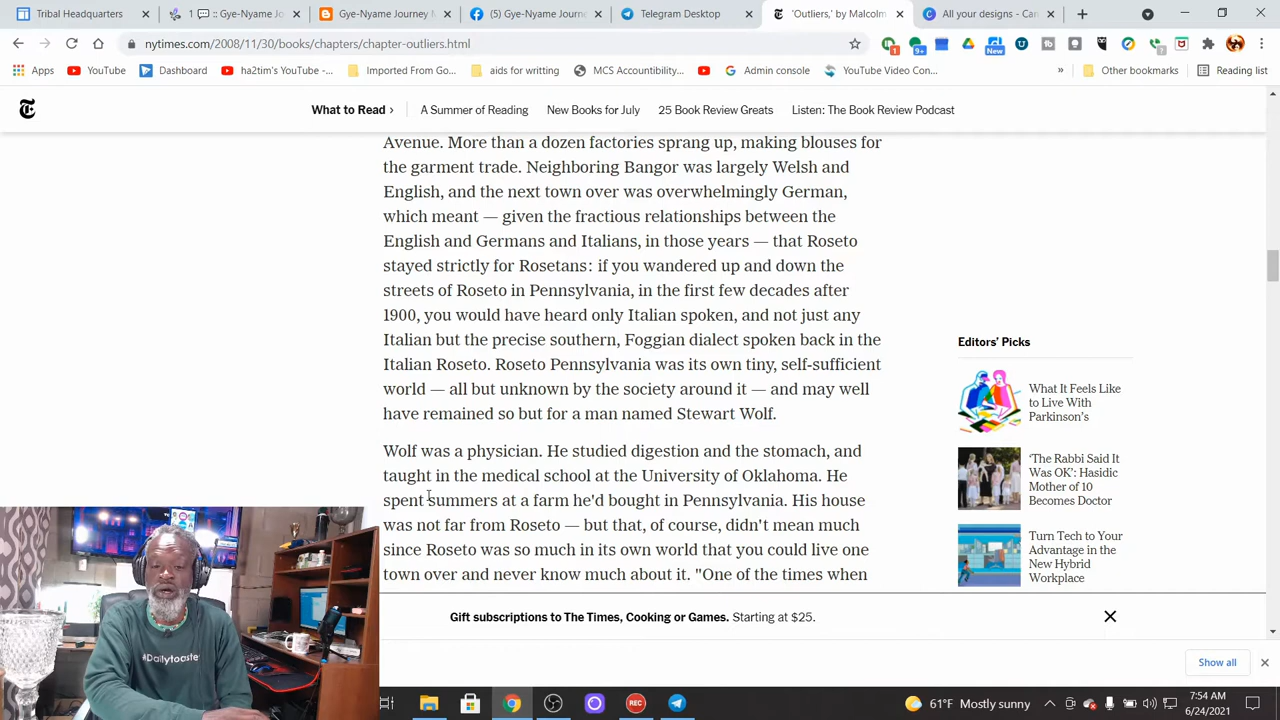 Tribal Headquarters
1 💬 :: Gye-Nyame Jo
Gye-Nyame Journey M
(5) Gye-Nyame Journe
Telegram Desktop
'Outliers,' by Malcolm
All your designs - Can
nytimes.com/2008/11/30/books/chapters/chapter-outliers.html
Apps
YouTube
Dashboard
ha2tim's YouTube -...
Imported From Go...
aids for writting
MCS Accountibility...
Admin console
YouTube Video Con...
»
Other bookmarks
Reading list
What to Read ›
A Summer of Reading
New Books for July
25 Book Review Greats
Listen: The Book Review Podcast
Avenue. More than a dozen factories sprang up, making blouses for
the garment trade. Neighboring Bangor was largely Welsh and
English, and the next town over was overwhelmingly German,
which meant — given the fractious relationships between the
English and Germans and Italians, in those years — that Roseto
stayed strictly for Rosetans: if you wandered up and down the
streets of Roseto in Pennsylvania, in the first few decades after
1900, you would have heard only Italian spoken, and not just any
Italian but the precise southern, Foggian dialect spoken back in the
Italian Roseto. Roseto Pennsylvania was its own tiny, self-sufficient
world — all but unknown by the society around it — and may well
have remained so but for a man named Stewart Wolf.
Wolf was a physician. He studied digestion and the stomach, and
taught in the medical school at the University of Oklahoma. He
spent summers at a farm he'd bought in Pennsylvania. His house
was not far from Roseto — but that, of course, didn't mean much
since Roseto was so much in its own world that you could live one
town over and never know much about it. "One of the times when
Editors' Picks
What It Feels Like
to Live With
Parkinson's
'The Rabbi Said It
Was OK': Hasidic
Mother of 10
Becomes Doctor
Turn Tech to Your
Advantage in the
New Hybrid
Workplace
Gift subscriptions to The Times, Cooking or Games. Starting at $25.
Show all
#Dailytoaste
REC
61°F Mostly sunny
7:54 AM
6/24/2021